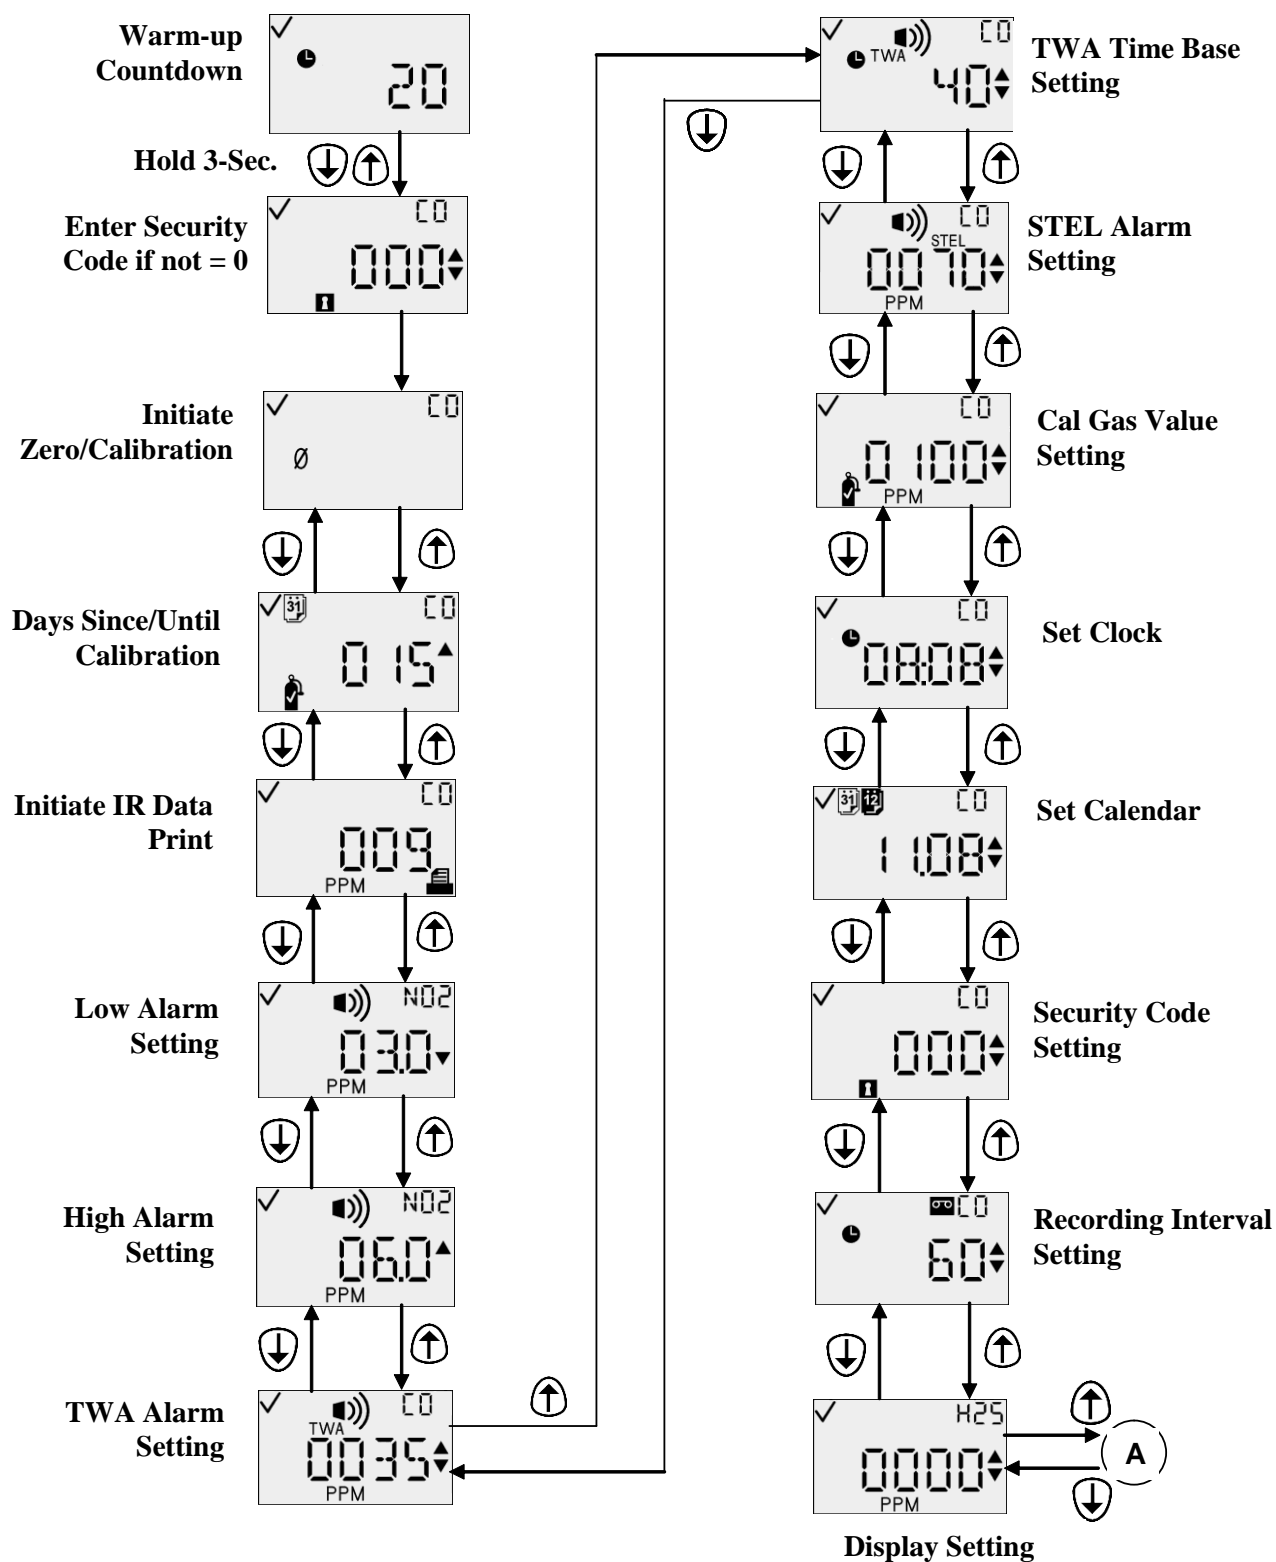 Warm-up
Countdown
20
Hold 3-Sec.
Enter Security
Code if not = 0
CO
000
Initiate
Zero/Calibration
CO
Ø
Days Since/Until
Calibration
31
CO
015
Initiate IR Data
Print
CO
009
PPM
Low Alarm
Setting
NO2
03.0
PPM
High Alarm
Setting
NO2
06.0
PPM
TWA Alarm
Setting
CO
TWA
0035
PPM
TWA Time Base
Setting
CO
TWA
40
STEL Alarm
Setting
CO
STEL
0070
PPM
Cal Gas Value
Setting
CO
0100
PPM
Set Clock
CO
08:08
Set Calendar
31 12 CO
11.08
Security Code
Setting
CO
000
Recording Interval
Setting
CO
60
H2S
0000
PPM
A
Display Setting